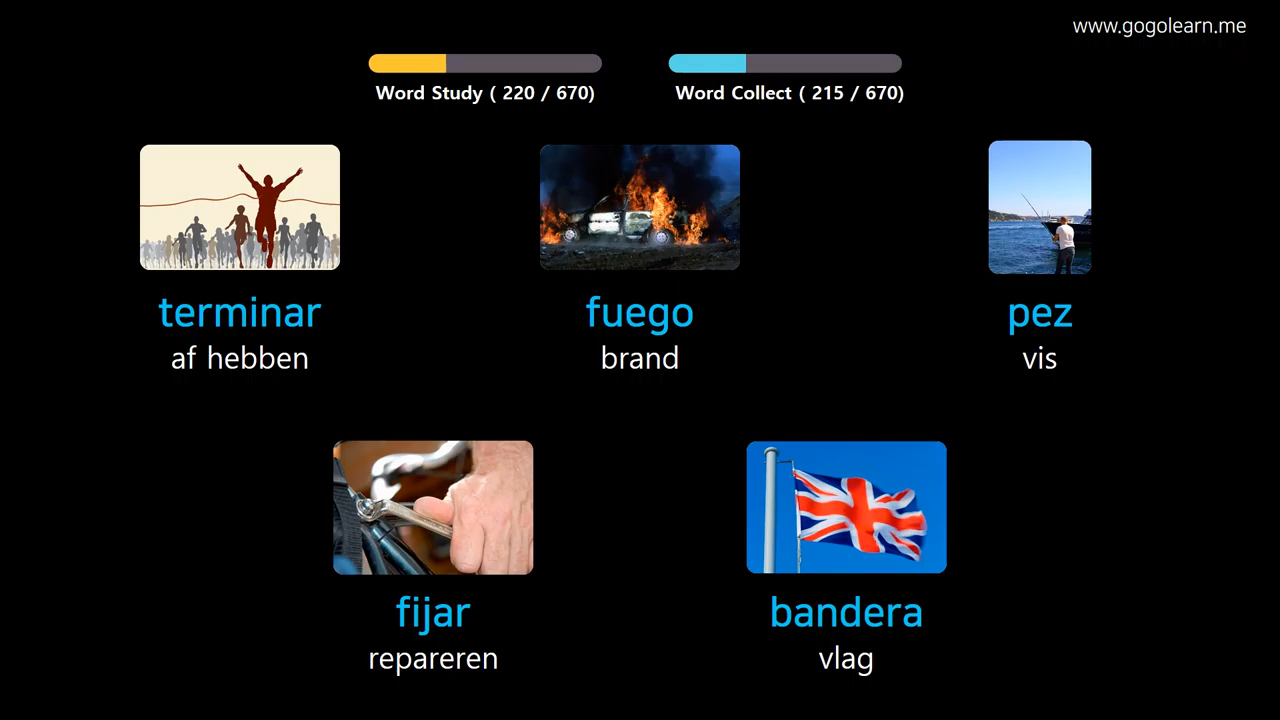 www.gogolearn.me
Word Study ( 220 / 670)
Word Collect ( 215 / 670)
terminar
af hebben
fuego
brand
pez
vis
fijar
repareren
bandera
vlag